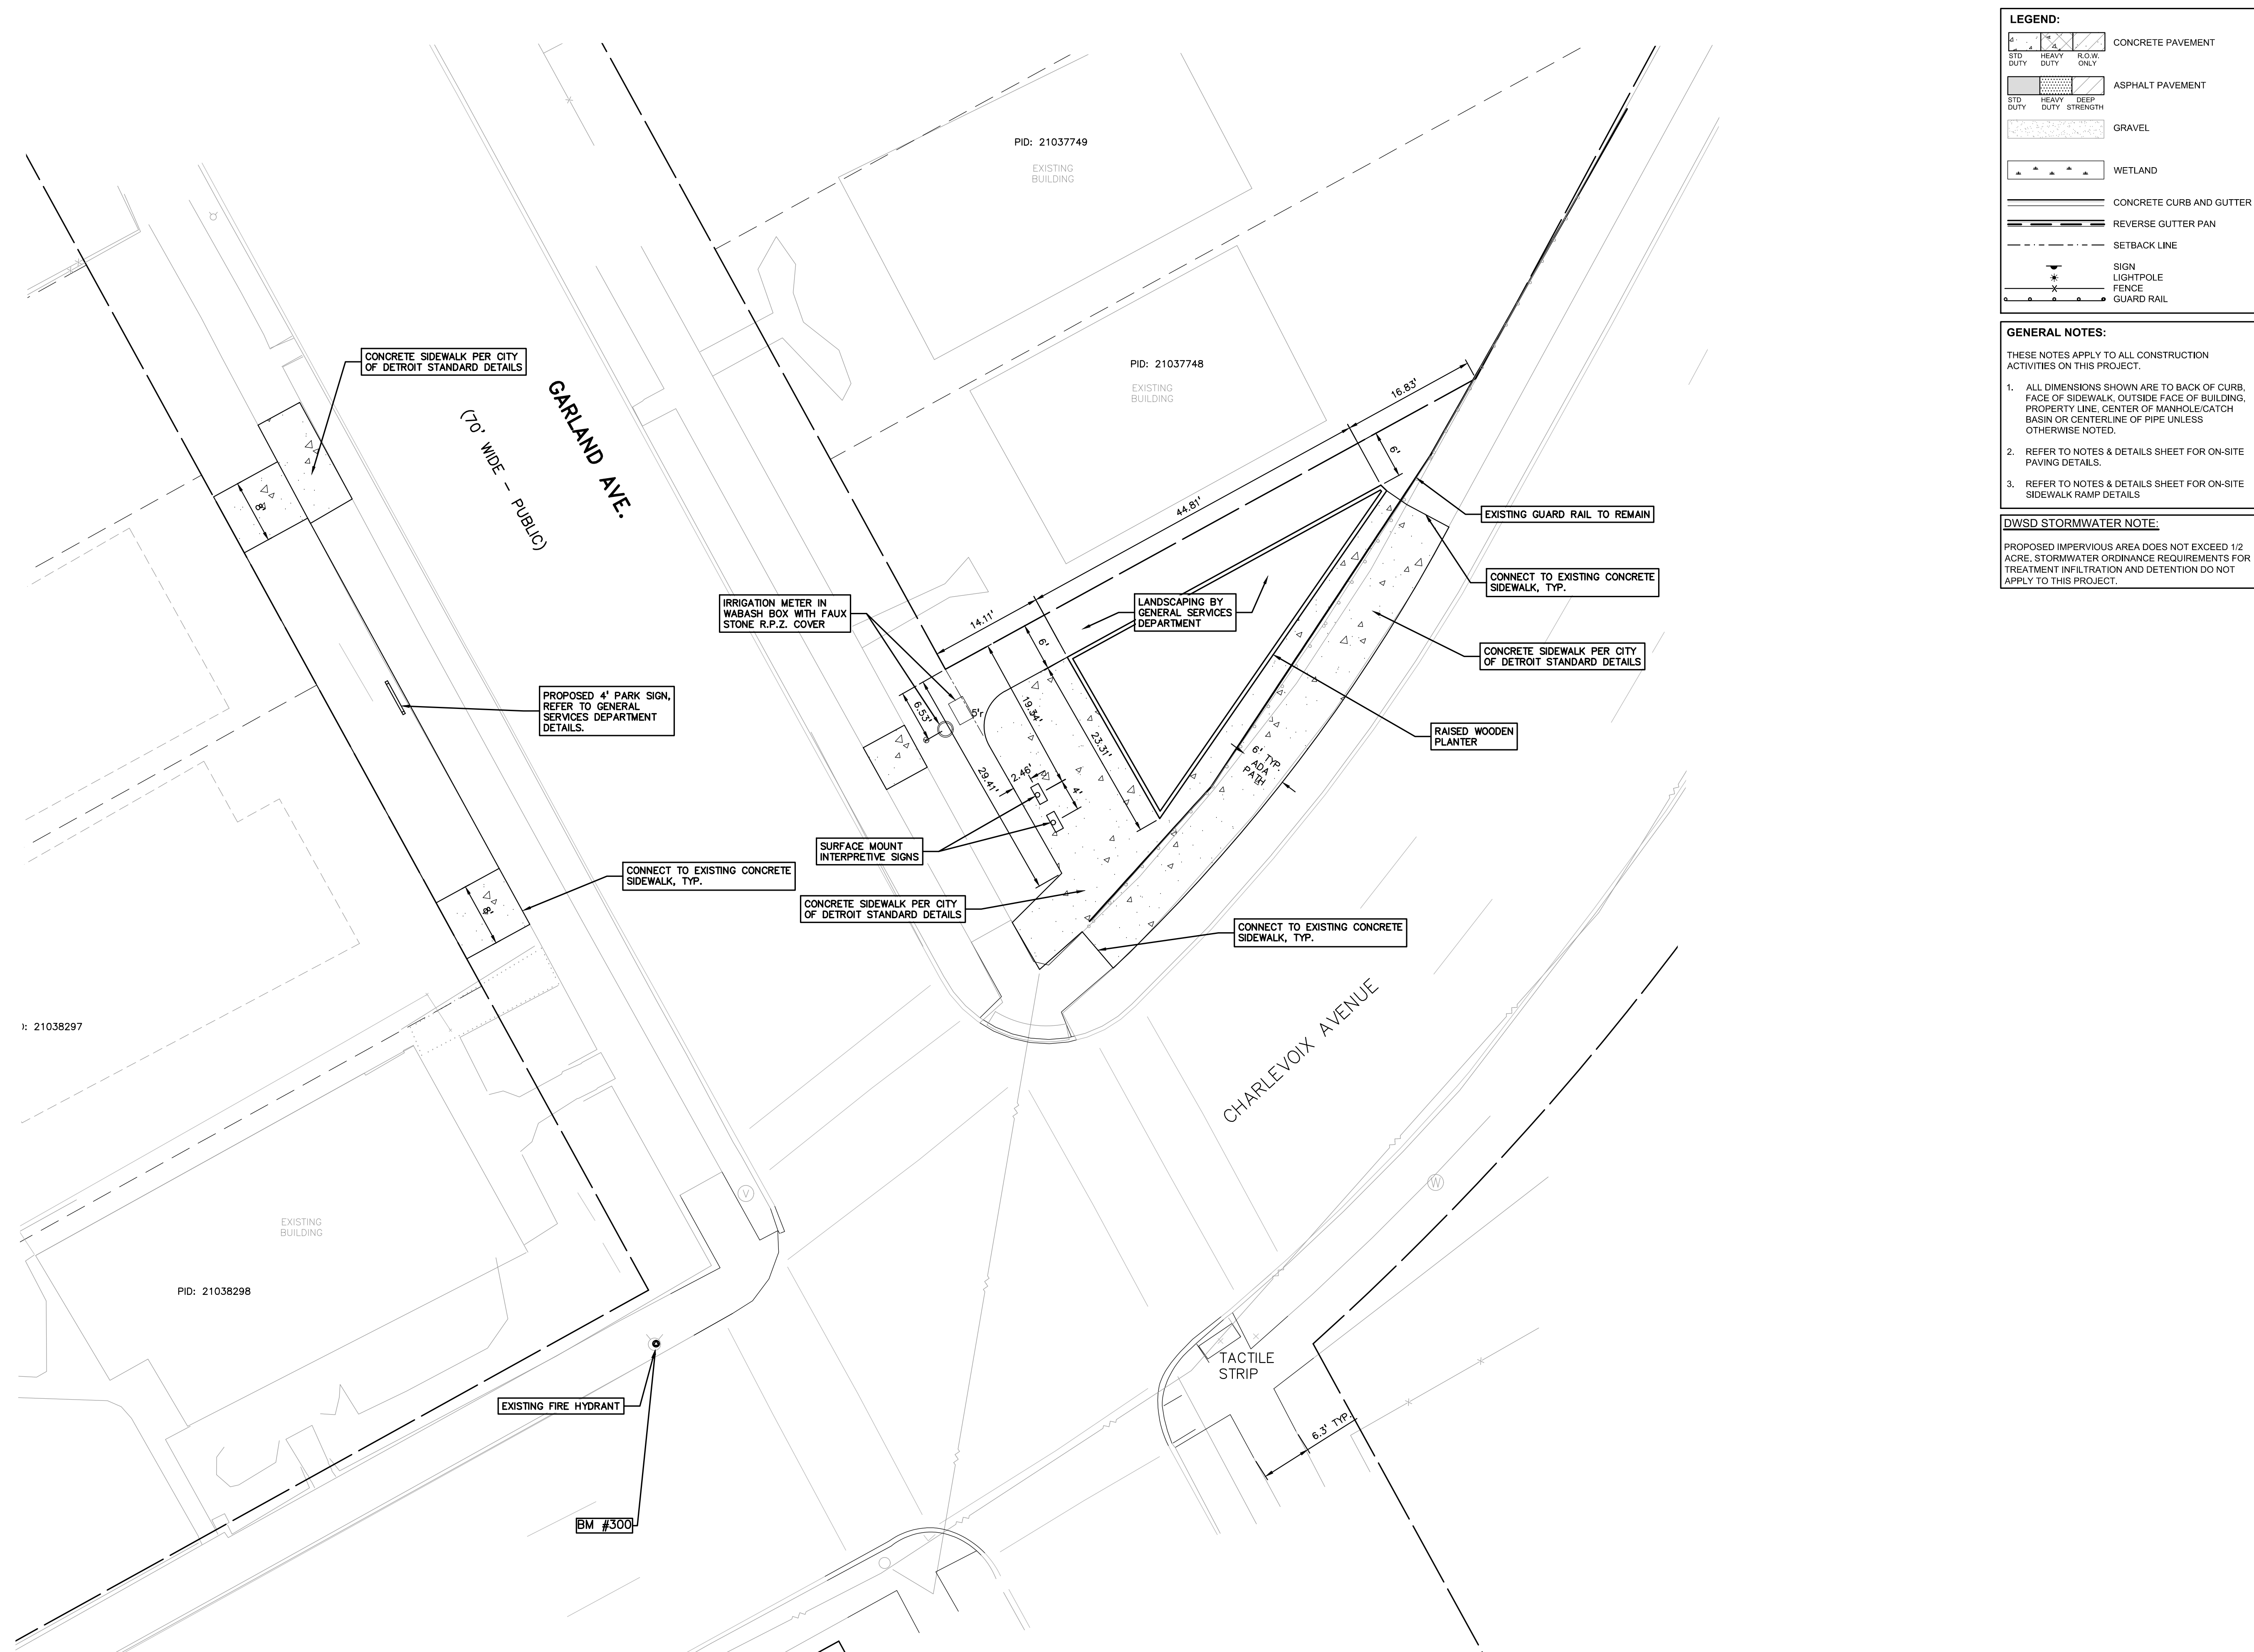 PID: 21037749
EXISTING
BUILDING
CONCRETE SIDEWALK PER CITY
OF DETROIT STANDARD DETAILS
GARLAND AVE.
(70' WIDE - PUBLIC)
8'
PID: 21037748
EXISTING
BUILDING
16.83'
44.81'
6'
14.11'
6'
EXISTING GUARD RAIL TO REMAIN
CONNECT TO EXISTING CONCRETE
SIDEWALK, TYP.
IRRIGATION METER IN
WABASH BOX WITH FAUX
STONE R.P.Z. COVER
LANDSCAPING BY
GENERAL SERVICES
DEPARTMENT
CONCRETE SIDEWALK PER CITY
OF DETROIT STANDARD DETAILS
PROPOSED 4' PARK SIGN,
REFER TO GENERAL
SERVICES DEPARTMENT
DETAILS.
6.53'
5'r
19.34'
23.31'
29.41'
2.46'
4'
6' TYP.
ADA
PATH
RAISED WOODEN
PLANTER
SURFACE MOUNT
INTERPRETIVE SIGNS
CONNECT TO EXISTING CONCRETE
SIDEWALK, TYP.
8'
CONCRETE SIDEWALK PER CITY
OF DETROIT STANDARD DETAILS
CONNECT TO EXISTING CONCRETE
SIDEWALK, TYP.
CHARLEVOIX AVENUE
: 21038297
EXISTING
BUILDING
PID: 21038298
V
W
TACTILE
STRIP
6.3' TYP.
EXISTING FIRE HYDRANT
BM #300
LEGEND:
STD
DUTY
HEAVY
DUTY
R.O.W.
ONLY
CONCRETE PAVEMENT
STD
DUTY
HEAVY
DUTY
DEEP
STRENGTH
ASPHALT PAVEMENT
GRAVEL
WETLAND
CONCRETE CURB AND GUTTER
REVERSE GUTTER PAN
SETBACK LINE
SIGN
LIGHTPOLE
FENCE
GUARD RAIL
GENERAL NOTES:
THESE NOTES APPLY TO ALL CONSTRUCTION
ACTIVITIES ON THIS PROJECT.
1. ALL DIMENSIONS SHOWN ARE TO BACK OF CURB,
FACE OF SIDEWALK, OUTSIDE FACE OF BUILDING,
PROPERTY LINE, CENTER OF MANHOLE/CATCH
BASIN OR CENTERLINE OF PIPE UNLESS
OTHERWISE NOTED.
2. REFER TO NOTES & DETAILS SHEET FOR ON-SITE
PAVING DETAILS.
3. REFER TO NOTES & DETAILS SHEET FOR ON-SITE
SIDEWALK RAMP DETAILS
DWSD STORMWATER NOTE:
PROPOSED IMPERVIOUS AREA DOES NOT EXCEED 1/2
ACRE, STORMWATER ORDINANCE REQUIREMENTS FOR
TREATMENT INFILTRATION AND DETENTION DO NOT
APPLY TO THIS PROJECT.